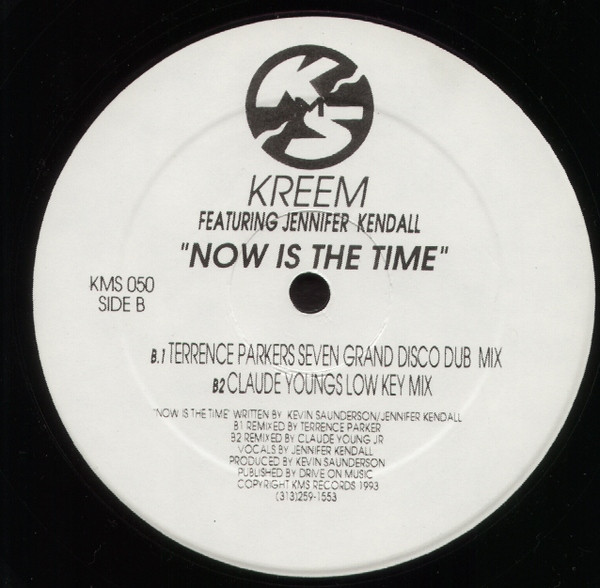 KMS
KREEM
FEATURING JENNIFER KENDALL
"NOW IS THE TIME"
KMS 050
SIDE B
B.1 TERRENCE PARKERS SEVEN GRAND DISCO DUB MIX
B2 CLAUDE YOUNGS LOW KEY MIX
"NOW IS THE TIME" WRITTEN BY KEVIN SAUNDERSON/JENNIFER KENDALL
B1 REMIXED BY TERRENCE PARKER
B2 REMIXED BY CLAUDE YOUNG JR
VOCALS BY JENNIFER KENDALL
PRODUCED BY KEVIN SAUNDERSON
PUBLISHED BY DRIVE ON MUSIC
COPYRIGHT KMS RECORDS 1993
(313)259-1553